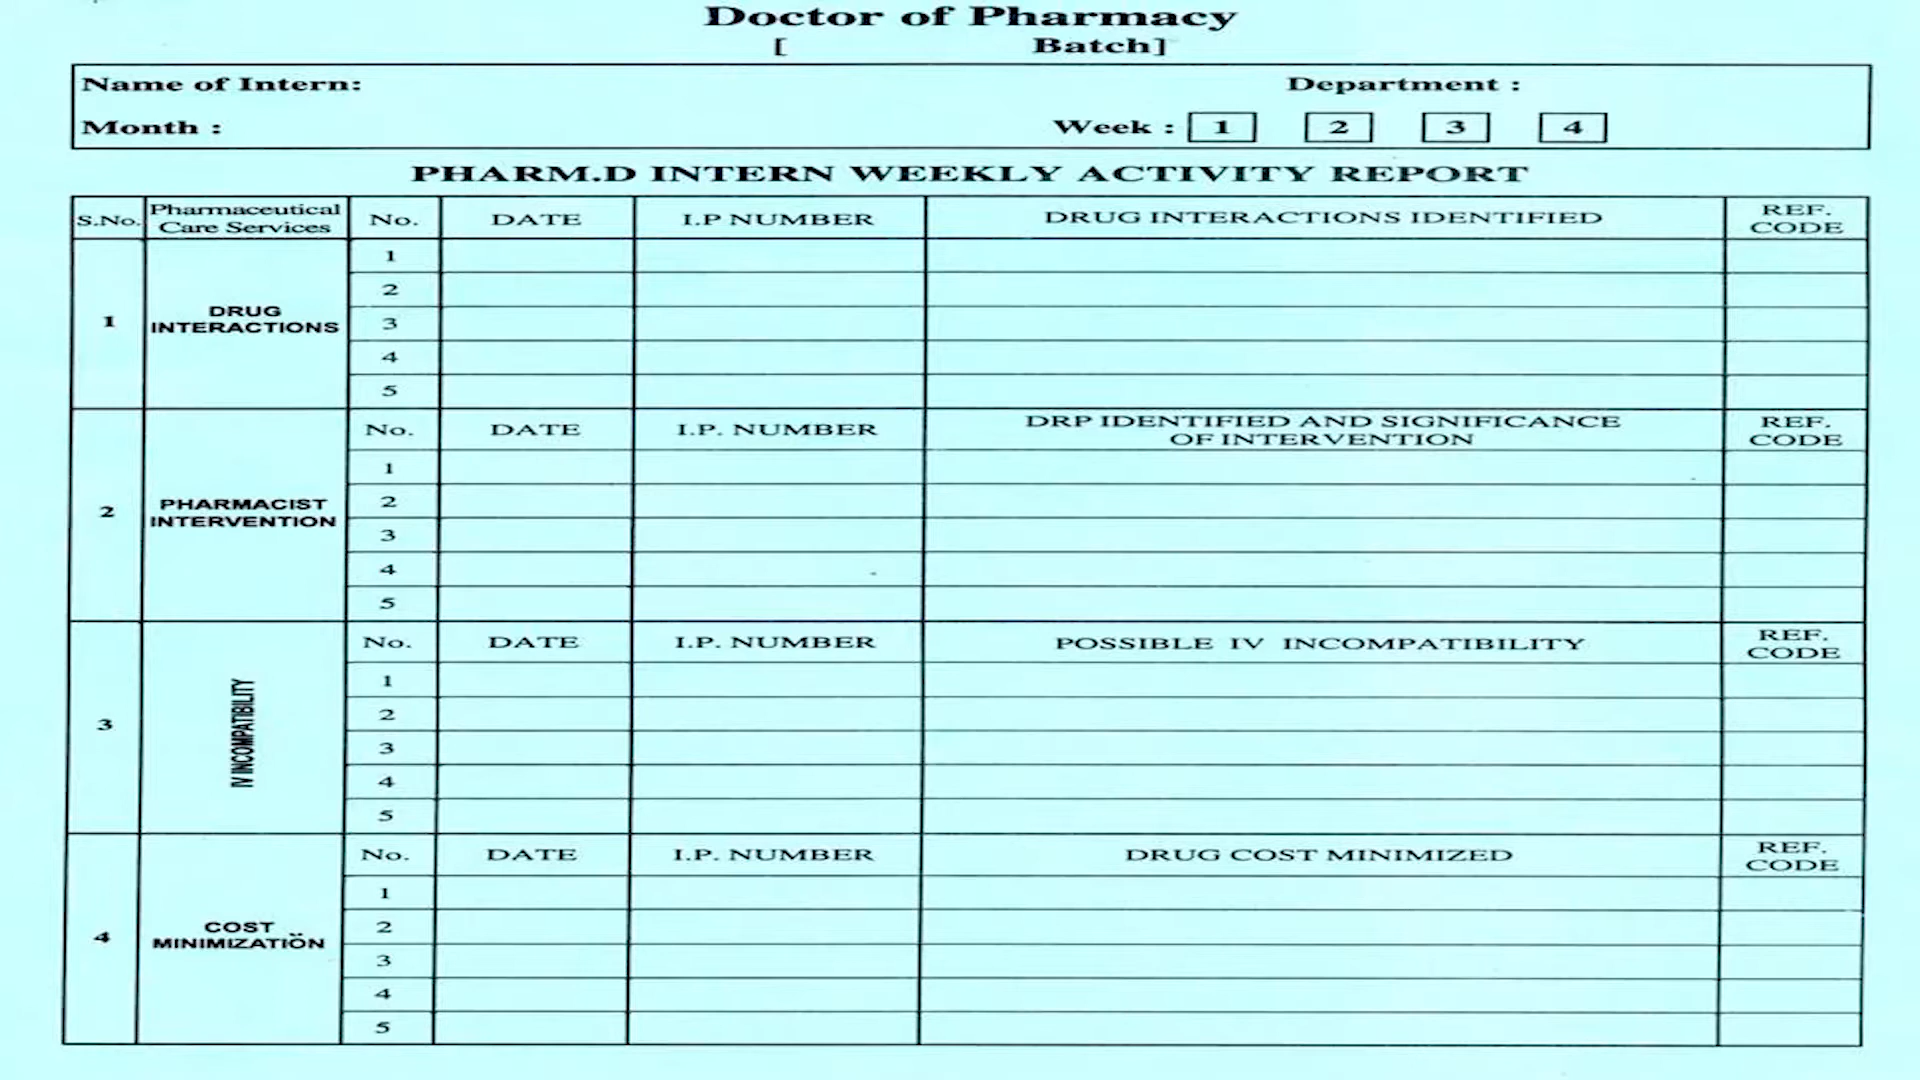 Doctor of Pharmacy
[ Batch]
Name of Intern: Department :
Month : Week : 1 2 3 4
PHARM.D INTERN WEEKLY ACTIVITY REPORT
S.No. Pharmaceutical Care Services No. DATE I.P NUMBER DRUG INTERACTIONS IDENTIFIED REF. CODE
1 DRUG INTERACTIONS
1
2
3
4
5
No. DATE I.P. NUMBER DRP IDENTIFIED AND SIGNIFICANCE OF INTERVENTION REF. CODE
2 PHARMACIST INTERVENTION
1
2
3
4
5
No. DATE I.P. NUMBER POSSIBLE IV INCOMPATIBILITY REF. CODE
3 IV INCOMPATIBILITY
1
2
3
4
5
No. DATE I.P. NUMBER DRUG COST MINIMIZED REF. CODE
4 COST MINIMIZATION
1
2
3
4
5